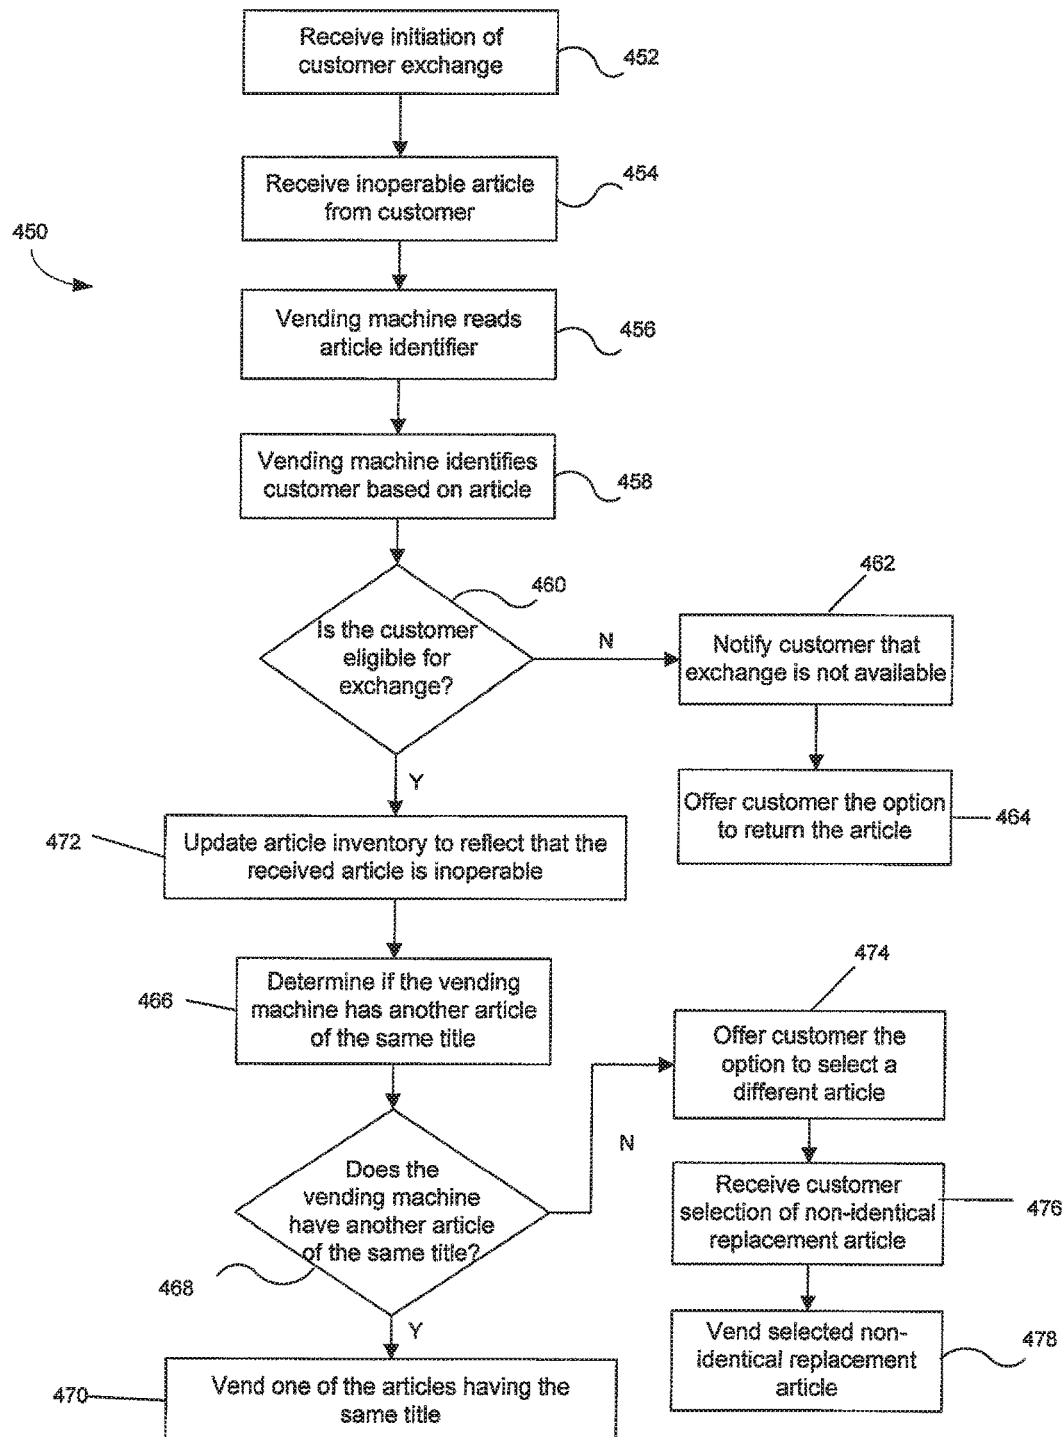 Receive initiation of
customer exchange
452
Receive inoperable article
from customer
454
450
Vending machine reads
article identifier
456
Vending machine identifies
customer based on article
458
460
Is the customer
eligible for
exchange?
N
462
Notify customer that
exchange is not available
Y
Offer customer the option
to return the article
464
472
Update article inventory to reflect that the
received article is inoperable
466
Determine if the vending
machine has another article
of the same title
474
Offer customer the
option to select a
different article
N
Does the
vending machine
have another article
of the same title?
468
Receive customer
selection of non-identical
replacement article
476
Y
Vend selected non-
identical replacement
article
478
470
Vend one of the articles having the
same title